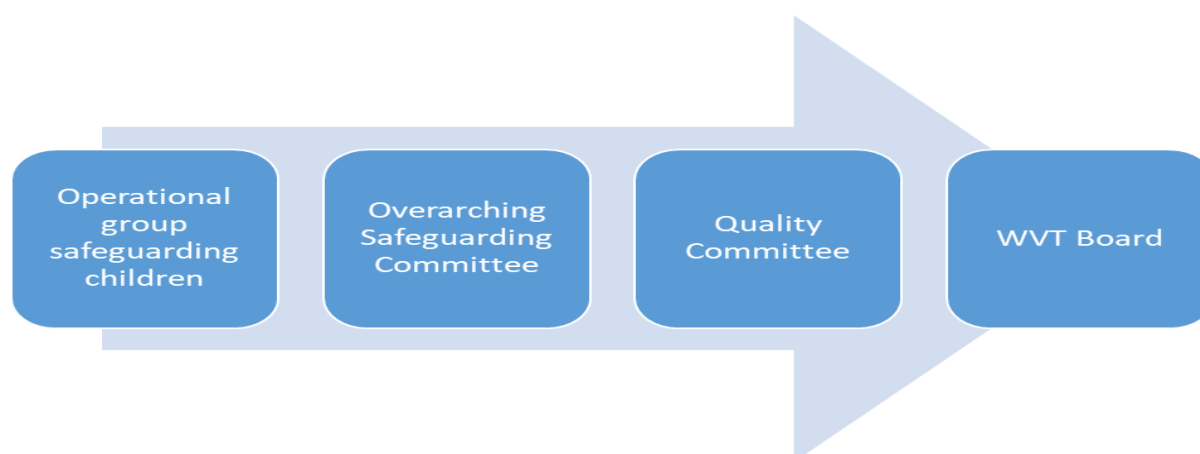 Operational
group
safeguarding
children
Overarching
Safeguarding
Committee
Quality
Committee
WVT Board